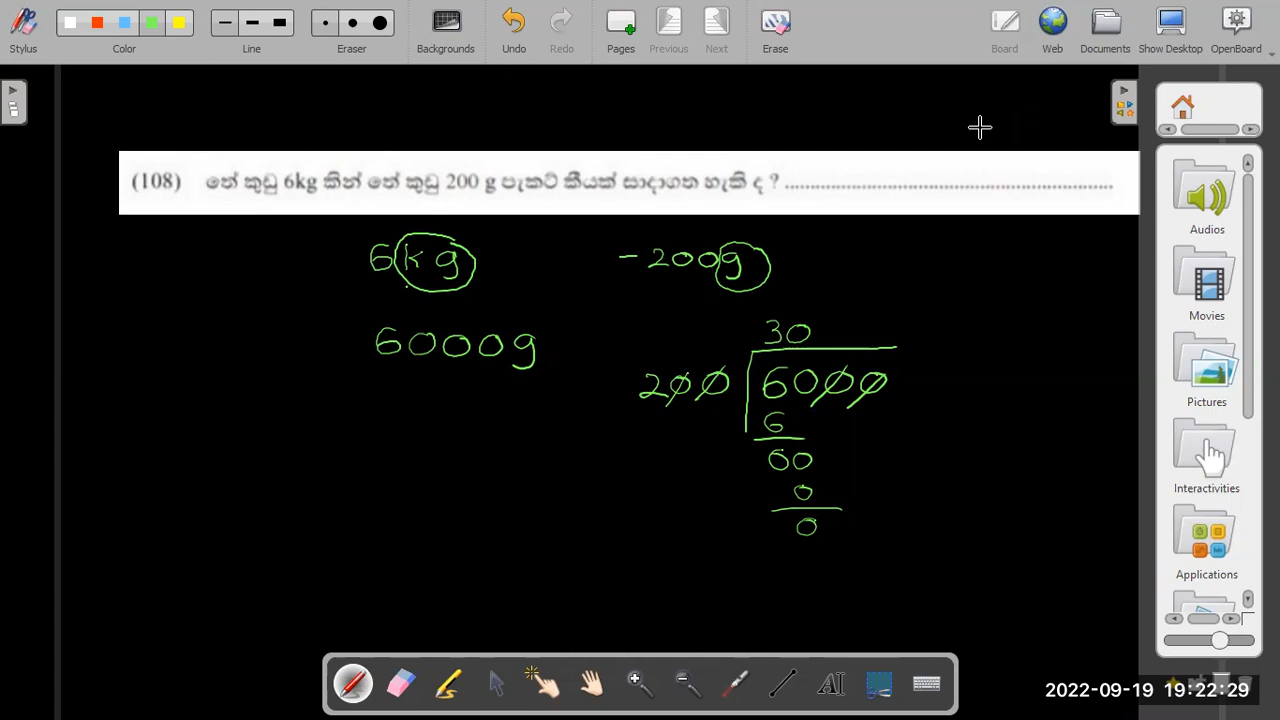 Stylus Color Line Eraser Backgrounds Undo Redo Pages Previous Next Erase Board Web Documents Show Desktop OpenBoard
(108) තේ කුඩු 6kg කින් තේ කුඩු 200 g පැකට් කීයක් සාදාගත හැකි ද ? ..........................................................................
6kg -200g
6000g
30
200 6000
6
00
0
0
Audios
Movies
Pictures
Interactivities
Applications
2022-09-19 19:22:29